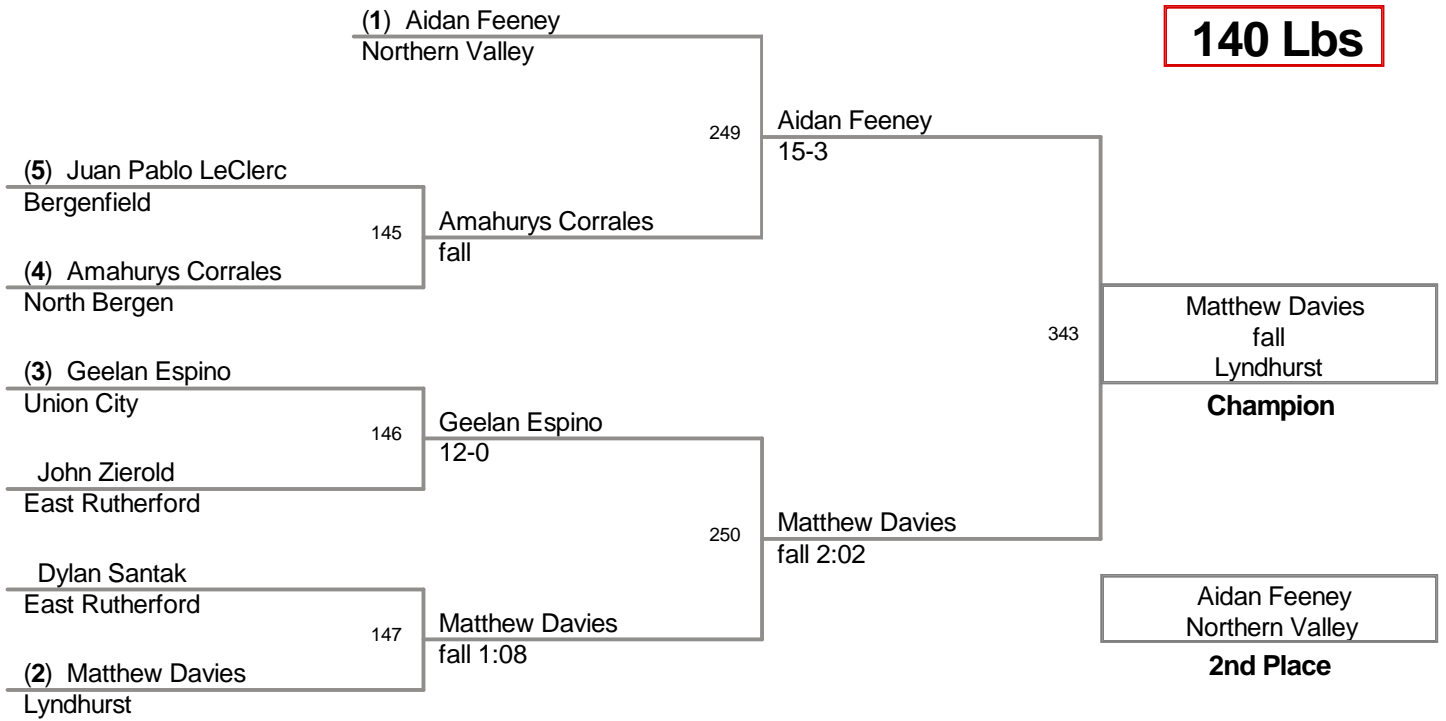 (1) Aidan Feeney
Northern Valley
140 Lbs
249
Aidan Feeney
15-3
(5) Juan Pablo LeClerc
Bergenfield
145
Amahurys Corrales
fall
(4) Amahurys Corrales
North Bergen
343
Matthew Davies
fall
Lyndhurst
Champion
(3) Geelan Espino
Union City
146
Geelan Espino
12-0
John Zierold
East Rutherford
250
Matthew Davies
fall 2:02
Dylan Santak
East Rutherford
147
Matthew Davies
fall 1:08
(2) Matthew Davies
Lyndhurst
Aidan Feeney
Northern Valley
2nd Place